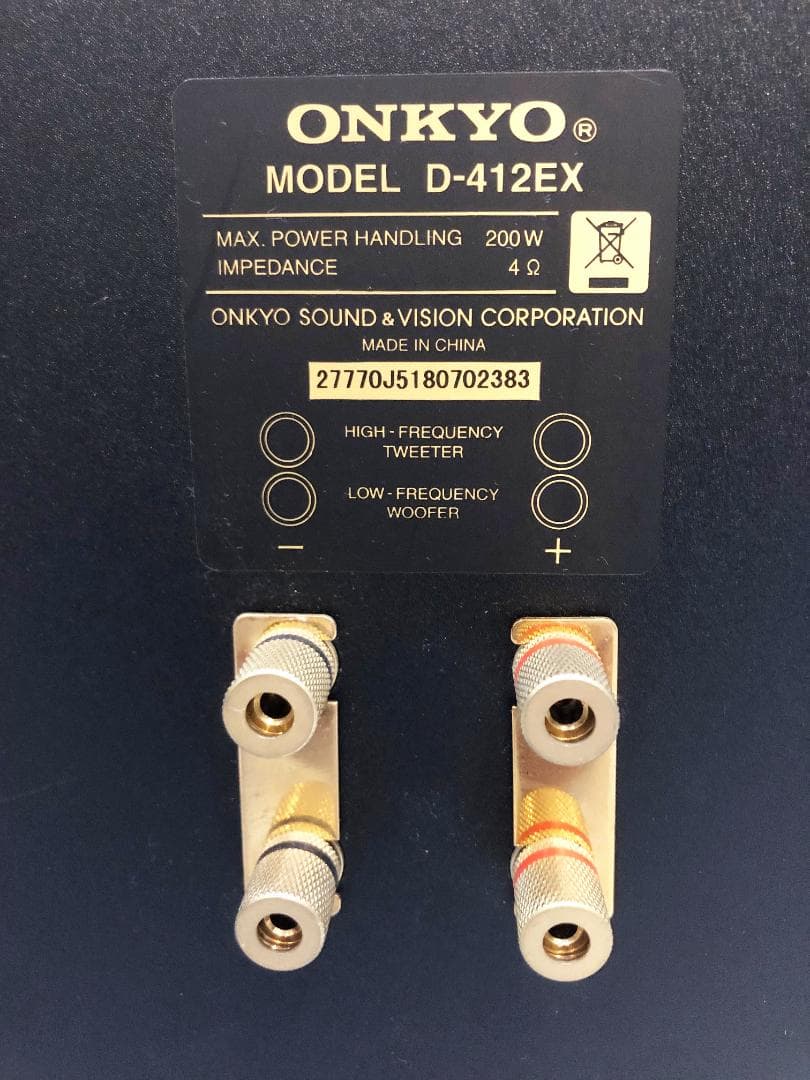 ONKYO®
MODEL D-412EX
MAX. POWER HANDLING 200W
IMPEDANCE 4 Ω
ONKYO SOUND & VISION CORPORATION
MADE IN CHINA
27770J5180702383
HIGH - FREQUENCY
TWEETER
LOW - FREQUENCY
WOOFER
− +